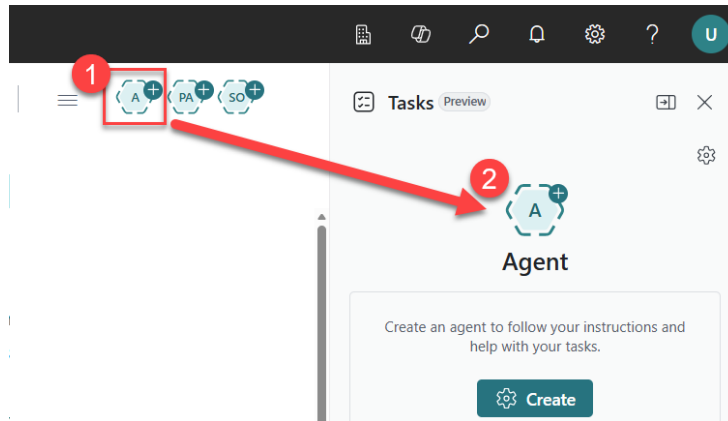 U
1
A
PA
SO
Tasks Preview
2
A
Agent
Create an agent to follow your instructions and
help with your tasks.
Create